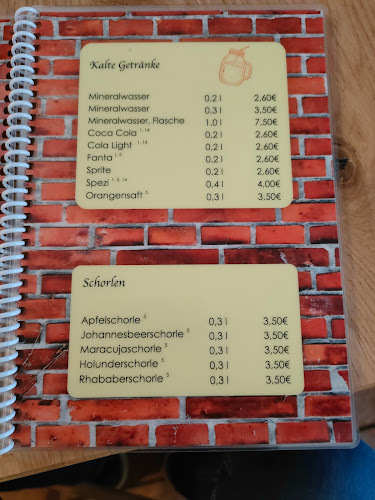 Kalte Getränke
Mineralwasser 0,2 l 2.60€
Mineralwasser 0,3 l 3,50€
Mineralwasser, Flasche 1,0 l 7,50€
Coca Cola 1, 14 0,2 l 2,60€
Cola Light 1, 14 0,2 l 2,60€
Fanta 1, 5 0,2 l 2,60€
Sprite 0,2 l 2,60€
Spezi 1, 5, 14 0,4 l 4,00€
Orangensaft 5 0,3 l 3,50€
Schorlen
Apfelschorle 5 0,3 l 3,50€
Johannesbeerschorle 5 0,3 l 3,50€
Maracujaschorle 5 0,3 l 3,50€
Holunderschorle 5 0,3 l 3,50€
Rhababerschorle 5 0,3 l 3,50€